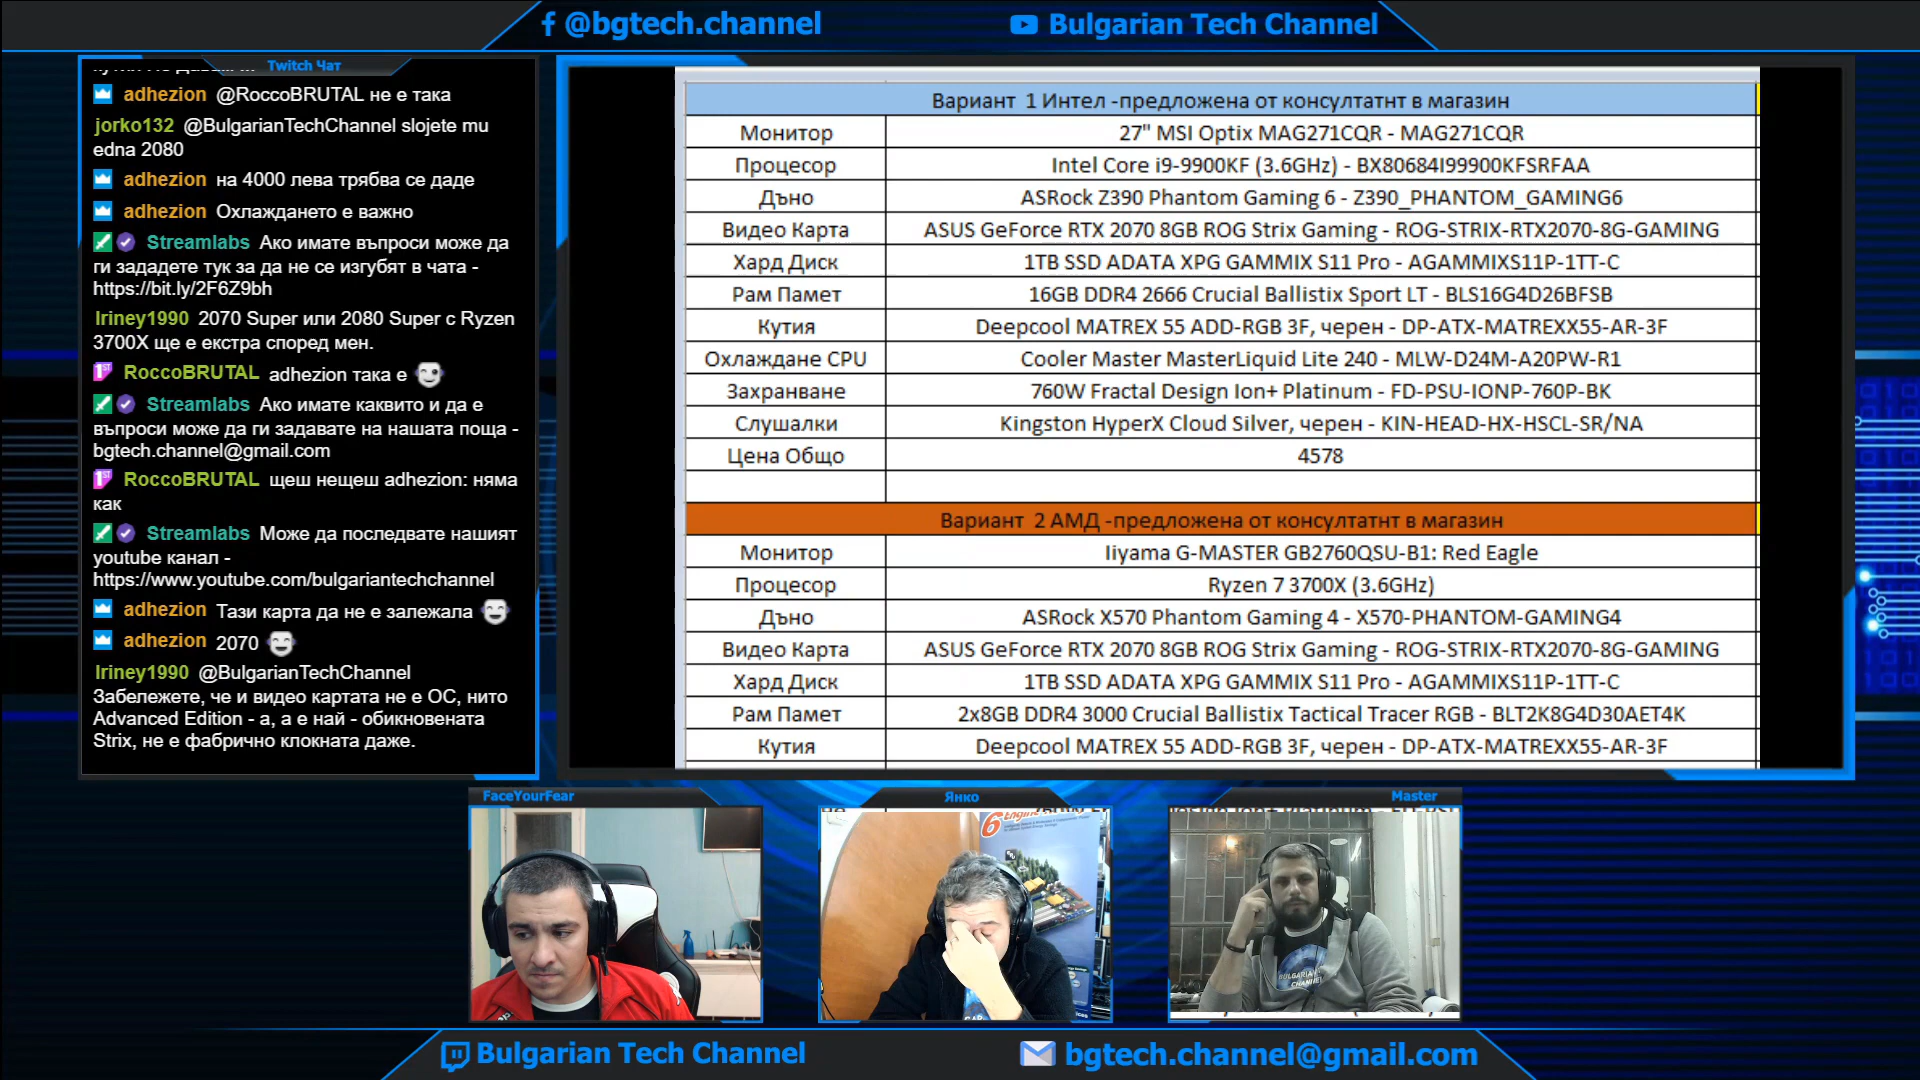 @bgtech.channel
Bulgarian Tech Channel
Twitch Чат
adhezion @RoccoBRUTAL не е така
jorko132 @BulgarianTechChannel slojete mu
edna 2080
adhezion на 4000 лева трябва се даде
adhezion Охлаждането е важно
Streamlabs Ако имате въпроси може да
ги зададете тук за да не се изгубят в чата -
https://bit.ly/2F6Z9bh
Iriney1990 2070 Super или 2080 Super с Ryzen
3700X ще е екстра според мен.
RoccoBRUTAL adhezion така е
Streamlabs Ако имате каквито и да е
въпроси може да ги задавате на нашата поща -
bgtech.channel@gmail.com
RoccoBRUTAL щеш нещеш adhezion: няма
как
Streamlabs Може да последвате нашият
youtube канал -
https://www.youtube.com/bulgariantechchannel
adhezion Тази карта да не е залежала
adhezion 2070
Iriney1990 @BulgarianTechChannel
Забележете, че и видео картата не е ОС, нито
Advanced Edition - а, а е най - обикновената
Strix, не е фабрично клокната даже.
Вариант 1 Интел -предложена от консултатнт в магазин
Монитор 27" MSI Optix MAG271CQR - MAG271CQR
Процесор Intel Core i9-9900KF (3.6GHz) - BX80684I99900KFSRFAA
Дъно ASRock Z390 Phantom Gaming 6 - Z390_PHANTOM_GAMING6
Видео Карта ASUS GeForce RTX 2070 8GB ROG Strix Gaming - ROG-STRIX-RTX2070-8G-GAMING
Хард Диск 1TB SSD ADATA XPG GAMMIX S11 Pro - AGAMMIXS11P-1TT-C
Рам Памет 16GB DDR4 2666 Crucial Ballistix Sport LT - BLS16G4D26BFSB
Кутия Deepcool MATREX 55 ADD-RGB 3F, черен - DP-ATX-MATREXX55-AR-3F
Охлаждане CPU Cooler Master MasterLiquid Lite 240 - MLW-D24M-A20PW-R1
Захранване 760W Fractal Design Ion+ Platinum - FD-PSU-IONP-760P-BK
Слушалки Kingston HyperX Cloud Silver, черен - KIN-HEAD-HX-HSCL-SR/NA
Цена Общо 4578
Вариант 2 АМД -предложена от консултатнт в магазин
Монитор Iiyama G-MASTER GB2760QSU-B1: Red Eagle
Процесор Ryzen 7 3700X (3.6GHz)
Дъно ASRock X570 Phantom Gaming 4 - X570-PHANTOM-GAMING4
Видео Карта ASUS GeForce RTX 2070 8GB ROG Strix Gaming - ROG-STRIX-RTX2070-8G-GAMING
Хард Диск 1TB SSD ADATA XPG GAMMIX S11 Pro - AGAMMIXS11P-1TT-C
Рам Памет 2x8GB DDR4 3000 Crucial Ballistix Tactical Tracer RGB - BLT2K8G4D30AET4K
Кутия Deepcool MATREX 55 ADD-RGB 3F, черен - DP-ATX-MATREXX55-AR-3F
FaceYourFear
Янко
Master
6 Engine
BULGARIAN
CHANNEL
Bulgarian Tech Channel
bgtech.channel@gmail.com